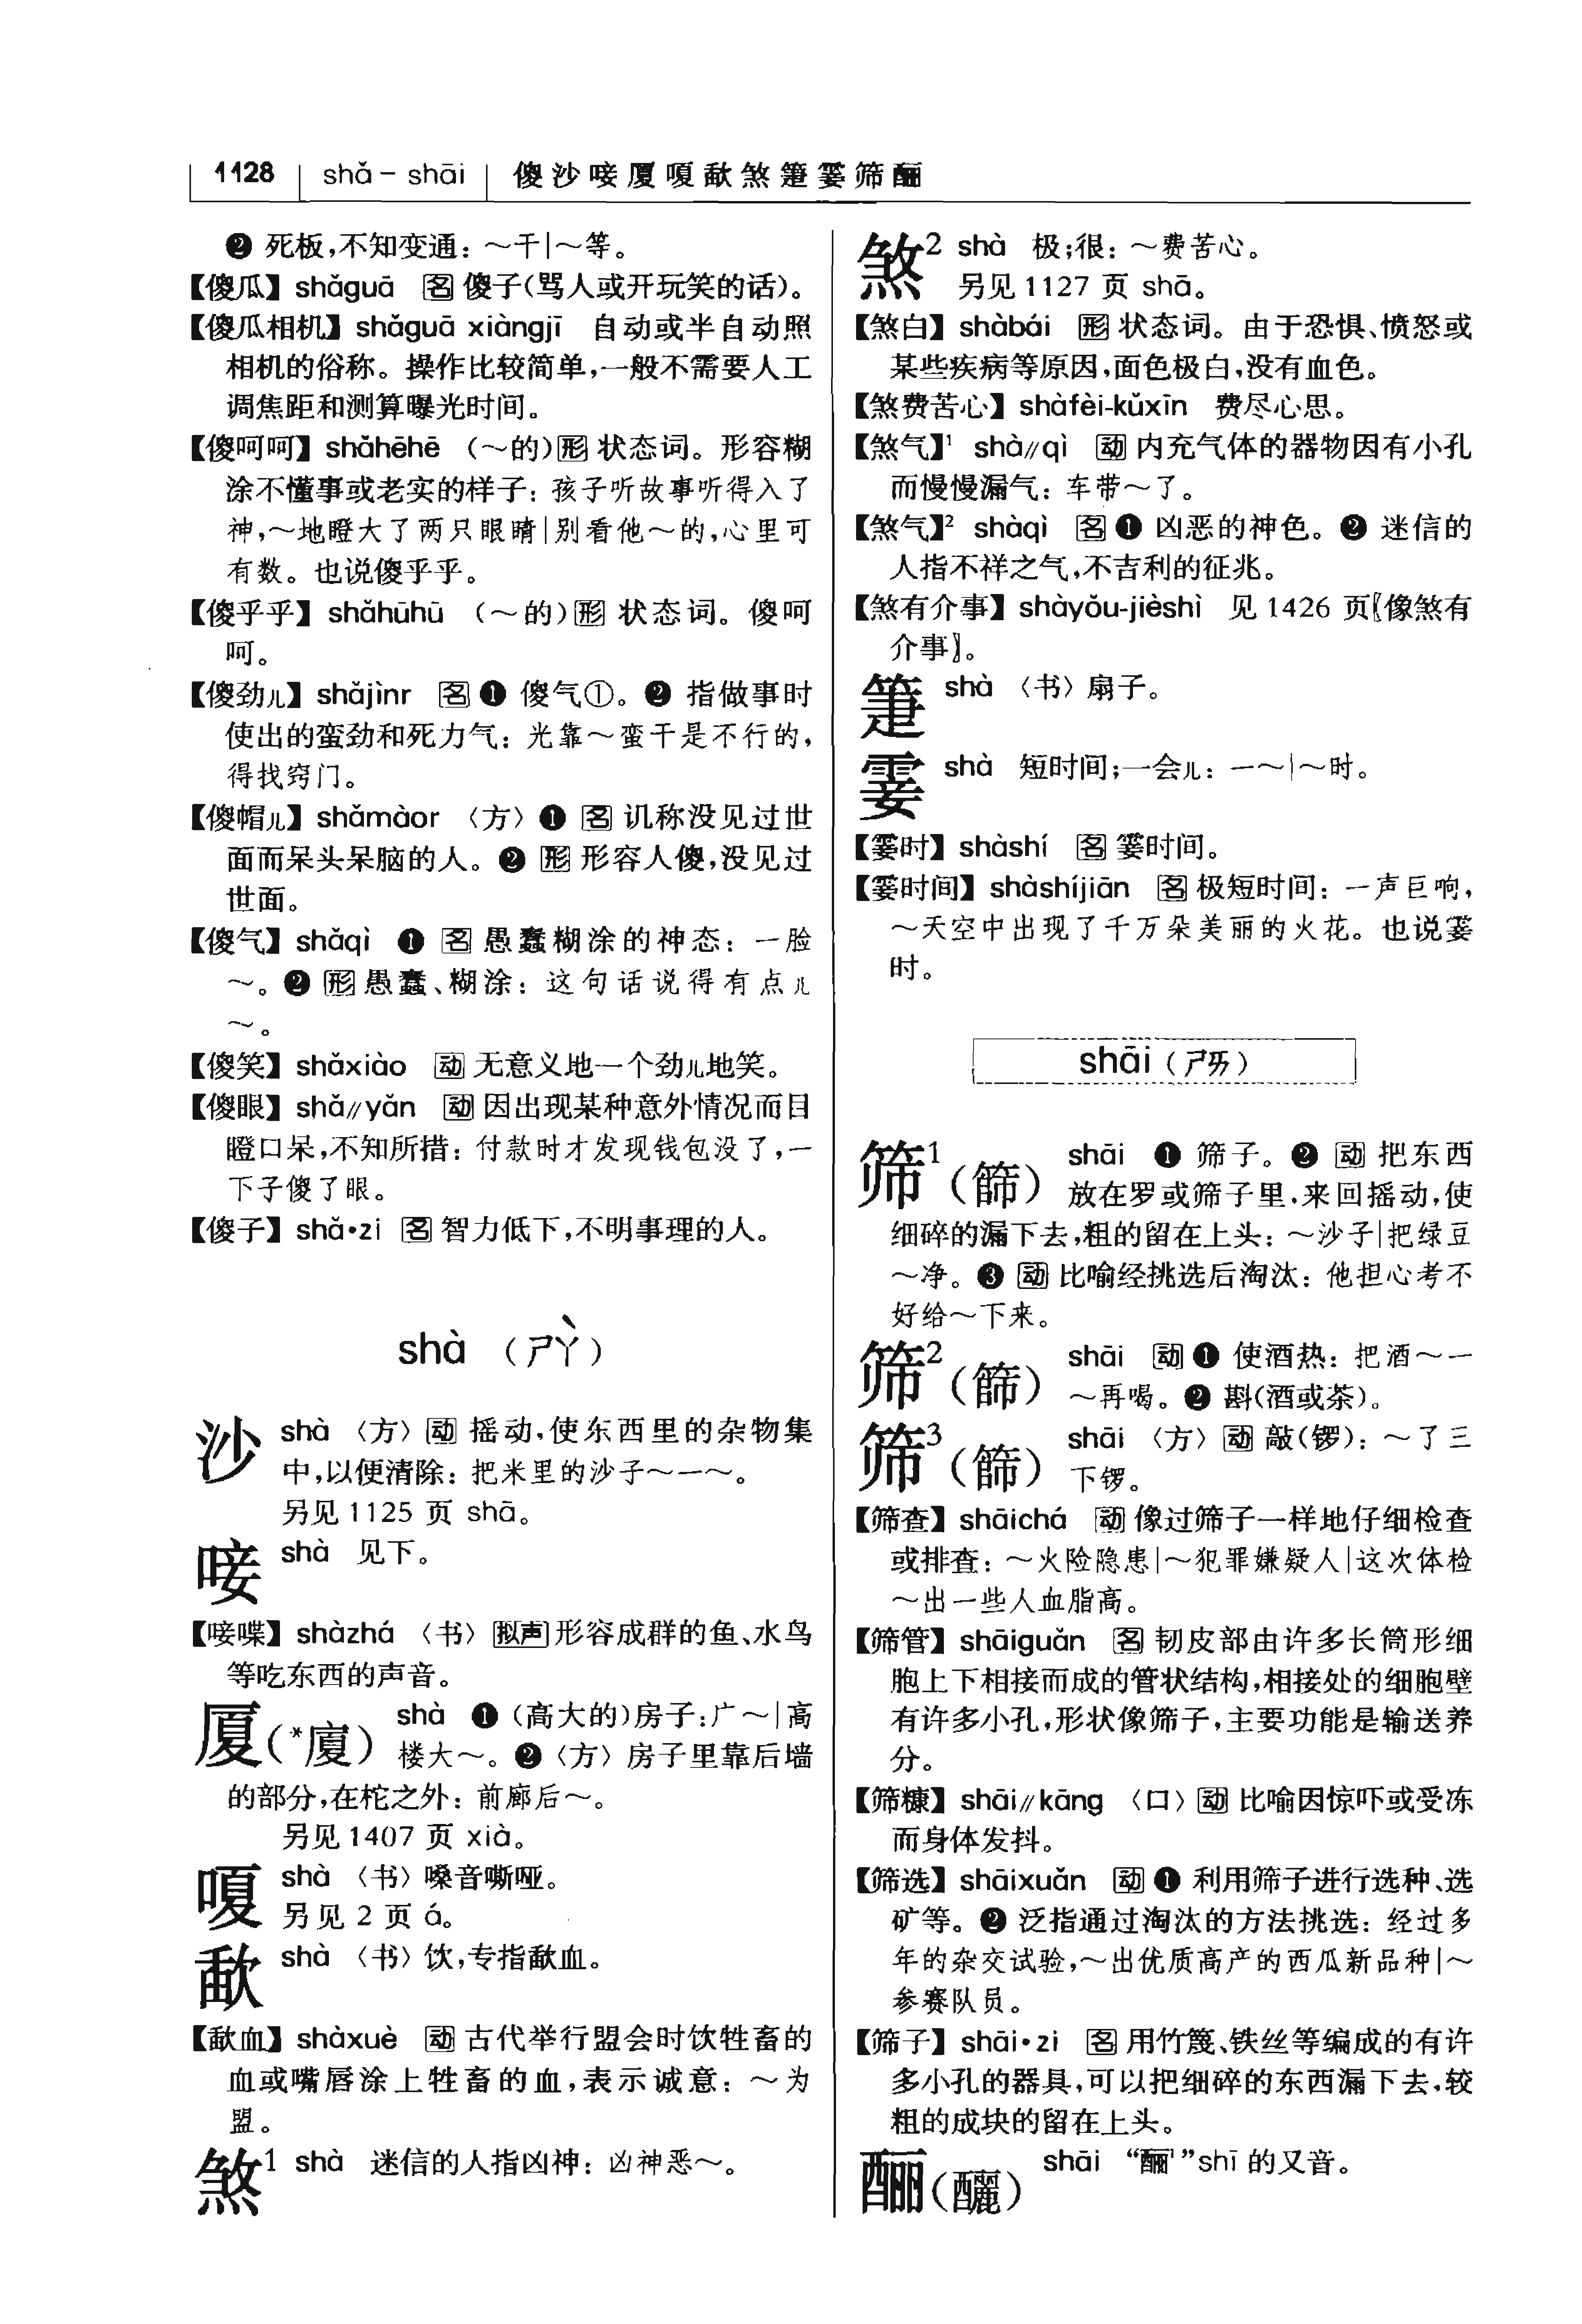 1128 shǎ – shāi 傻沙唼厦嗄歃煞箑霎筛酾
❷ 死板,不知变通：～干|～等。
【傻瓜】shǎguā 名 傻子(骂人或开玩笑的话)。
【傻瓜相机】shǎguā xiàngjī 自动或半自动照
相机的俗称。操作比较简单,一般不需要人工
调焦距和测算曝光时间。
【傻呵呵】shǎhēhē （～的）形 状态词。形容糊
涂不懂事或老实的样子：孩子听故事听得入了
神,～地瞪大了两只眼睛|别看他～的,心里可
有数。也说傻乎乎。
【傻乎乎】shǎhūhū （～的）形 状态词。傻呵
呵。
【傻劲儿】shǎjìnr 名 ❶ 傻气①。❷ 指做事时
使出的蛮劲和死力气：光靠～蛮干是不行的,
得找窍门。
【傻帽儿】shǎmàor 〈方〉❶ 名 讥称没见过世
面而呆头呆脑的人。❷ 形 形容人傻,没见过
世面。
【傻气】shǎqì ❶ 名 愚蠢糊涂的神态：一脸
～。❷ 形 愚蠢、糊涂：这句话说得有点儿
～。
【傻笑】shǎxiào 动 无意义地一个劲儿地笑。
【傻眼】shǎ∥yǎn 动 因出现某种意外情况而目
瞪口呆,不知所措：付款时才发现钱包没了,一
下子傻了眼。
【傻子】shǎ•zi 名 智力低下,不明事理的人。
shà （ㄕㄚˋ）
沙 shà 〈方〉动 摇动,使东西里的杂物集
中,以便清除：把米里的沙子～一～。
另见 1125 页 shā。
唼 shà 见下。
【唼喋】shàzhá 〈书〉拟声 形容成群的鱼、水鸟
等吃东西的声音。
厦(*廈) shà ❶ (高大的)房子:广～|高
楼大～。❷〈方〉房子里靠后墙
的部分,在柁之外：前廊后～。
另见 1407 页 xià。
嗄 shà 〈书〉嗓音嘶哑。
另见 2 页 á。
歃 shà 〈书〉饮,专指歃血。
【歃血】shàxuè 动 古代举行盟会时饮牲畜的
血或嘴唇涂上牲畜的血,表示诚意：～为
盟。
煞1 shà 迷信的人指凶神：凶神恶～。
煞2 shà 极;很：～费苦心。
另见 1127 页 shā。
【煞白】shàbái 形 状态词。由于恐惧、愤怒或
某些疾病等原因,面色极白,没有血色。
【煞费苦心】shàfèi-kǔxīn 费尽心思。
【煞气】1 shà∥qì 动 内充气体的器物因有小孔
而慢慢漏气：车带～了。
【煞气】2 shàqì 名 ❶ 凶恶的神色。❷ 迷信的
人指不祥之气,不吉利的征兆。
【煞有介事】shàyǒu-jièshì 见 1426 页〖像煞有
介事〗。
箑 shà 〈书〉扇子。
霎 shà 短时间;一会儿：一～|～时。
【霎时】shàshí 名 霎时间。
【霎时间】shàshíjiān 名 极短时间：一声巨响,
～天空中出现了千万朵美丽的火花。也说霎
时。
shāi（ㄕㄞ）
筛1(篩) shāi ❶ 筛子。❷ 动 把东西
放在罗或筛子里,来回摇动,使
细碎的漏下去,粗的留在上头：～沙子|把绿豆
～净。❸ 动 比喻经挑选后淘汰：他担心考不
好给～下来。
筛2(篩) shāi 动 ❶ 使酒热：把酒～一
～再喝。❷ 斟(酒或茶)。
筛3(篩) shāi 〈方〉动 敲(锣)：～了三
下锣。
【筛查】shāichá 动 像过筛子一样地仔细检查
或排查：～火险隐患|～犯罪嫌疑人|这次体检
～出一些人血脂高。
【筛管】shāiguǎn 名 韧皮部由许多长筒形细
胞上下相接而成的管状结构,相接处的细胞壁
有许多小孔,形状像筛子,主要功能是输送养
分。
【筛糠】shāi∥kāng 〈口〉动 比喻因惊吓或受冻
而身体发抖。
【筛选】shāixuǎn 动 ❶ 利用筛子进行选种、选
矿等。❷ 泛指通过淘汰的方法挑选：经过多
年的杂交试验,～出优质高产的西瓜新品种|～
参赛队员。
【筛子】shāi•zi 名 用竹篾、铁丝等编成的有许
多小孔的器具,可以把细碎的东西漏下去,较
粗的成块的留在上头。
酾(釃) shāi “酾1”shī 的又音。